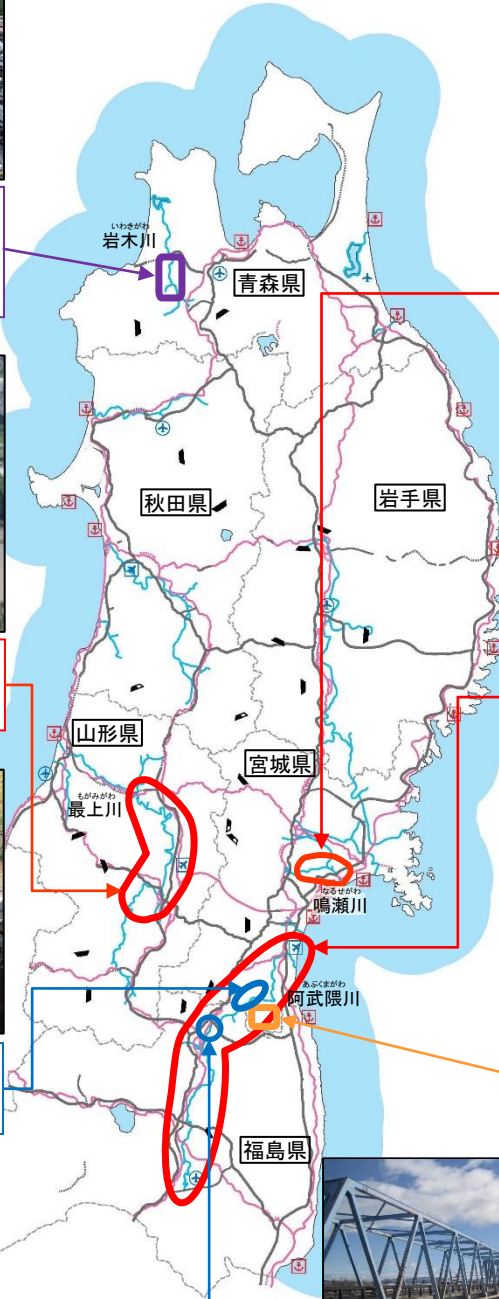 いわきがわ
岩木川
青森県
秋田県
岩手県
山形県
宮城県
もがみがわ
最上川
なるせがわ
鳴瀬川
あぶくまがわ
阿武隈川
福島県